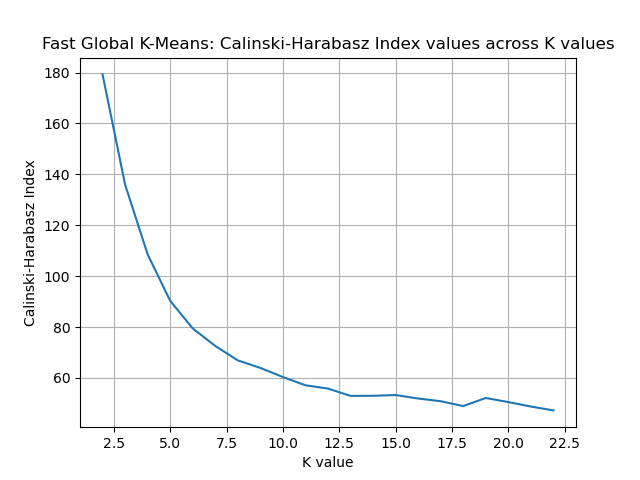 Fast Global K-Means: Calinski-Harabasz Index values across K values
180
160
140
120
100
80
60
Calinski-Harabasz Index
2.5 5.0 7.5 10.0 12.5 15.0 17.5 20.0 22.5
K value